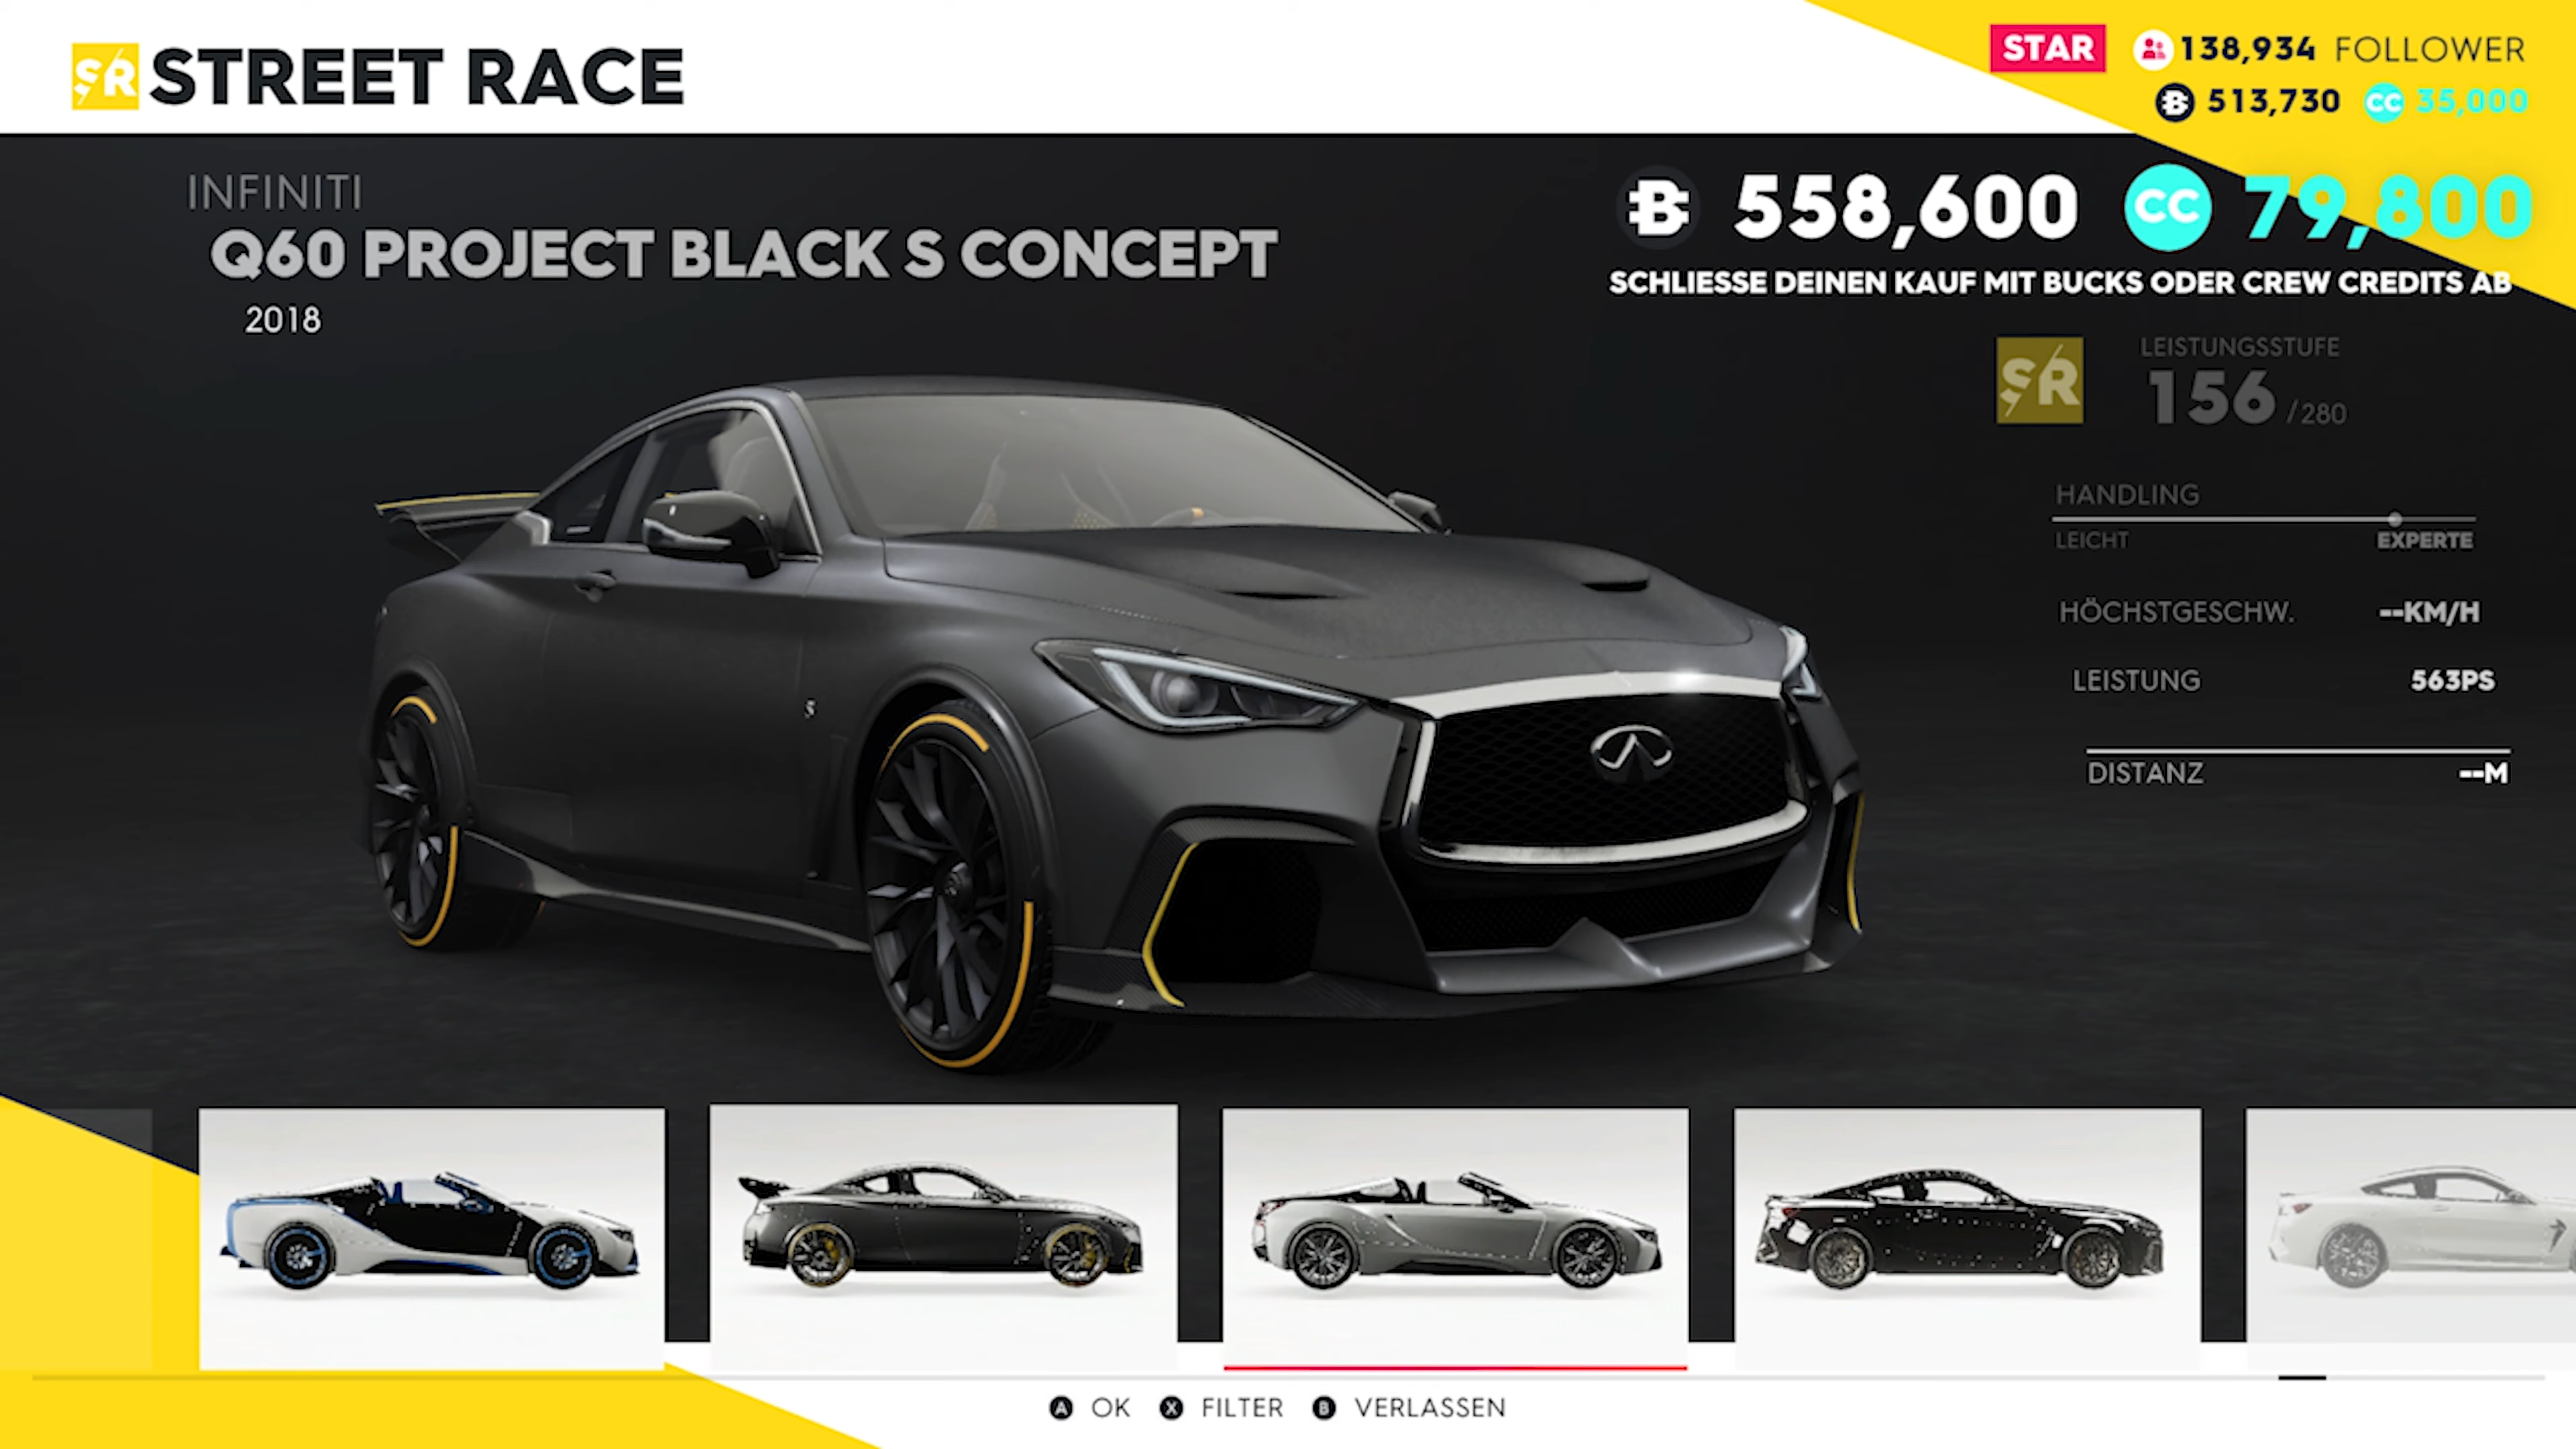 SR STREET RACE
STAR 138,934 FOLLOWER
B 513,730 CC 35,000
INFINITI
Q60 PROJECT BLACK S CONCEPT
2018
B 558,600 CC 79,800
SCHLIESSE DEINEN KAUF MIT BUCKS ODER CREW CREDITS AB
SR LEISTUNGSSTUFE
156 /280
HANDLING
LEICHT EXPERTE
HÖCHSTGESCHW. --KM/H
LEISTUNG 563PS
DISTANZ --M
S
A OK X FILTER B VERLASSEN